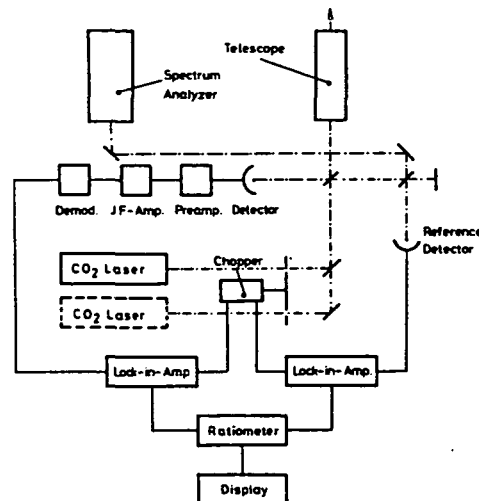 Telescope
Spectrum
Analyzer
Demod. JF-Amp. Preamp. Detector
Reference
Detector
Chopper
CO2 Laser
CO2 Laser
Lock-in-Amp
Lock-in-Amp.
Ratiometer
Display